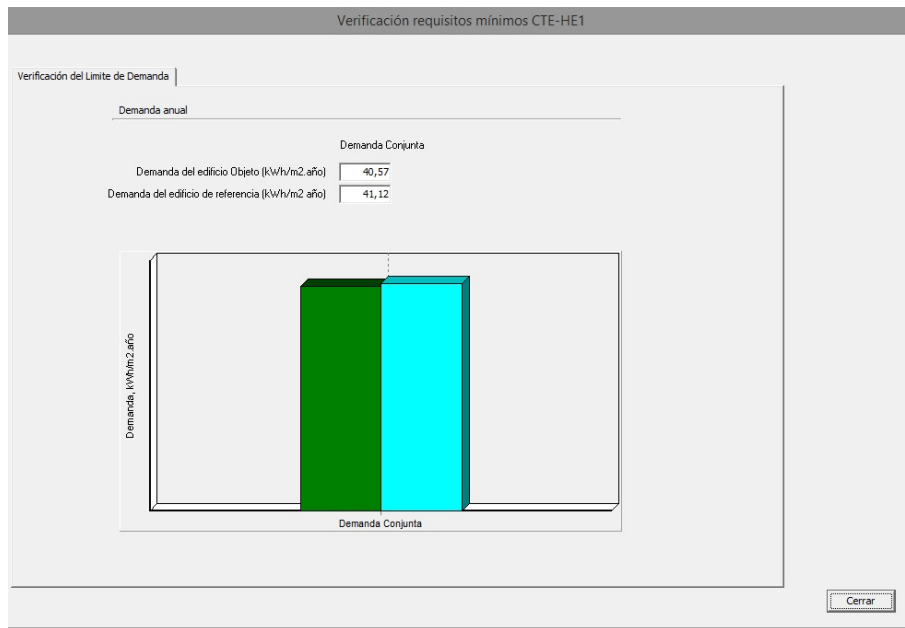 Verificación requisitos mínimos CTE-HE1
Verificación del Limite de Demanda
Demanda anual
Demanda Conjunta
Demanda del edificio Objeto (kWh/m2.año) 40,57
Demanda del edificio de referencia (kWh/m2 año) 41,12
Demanda, kWh/m2.año
Demanda Conjunta
Cerrar